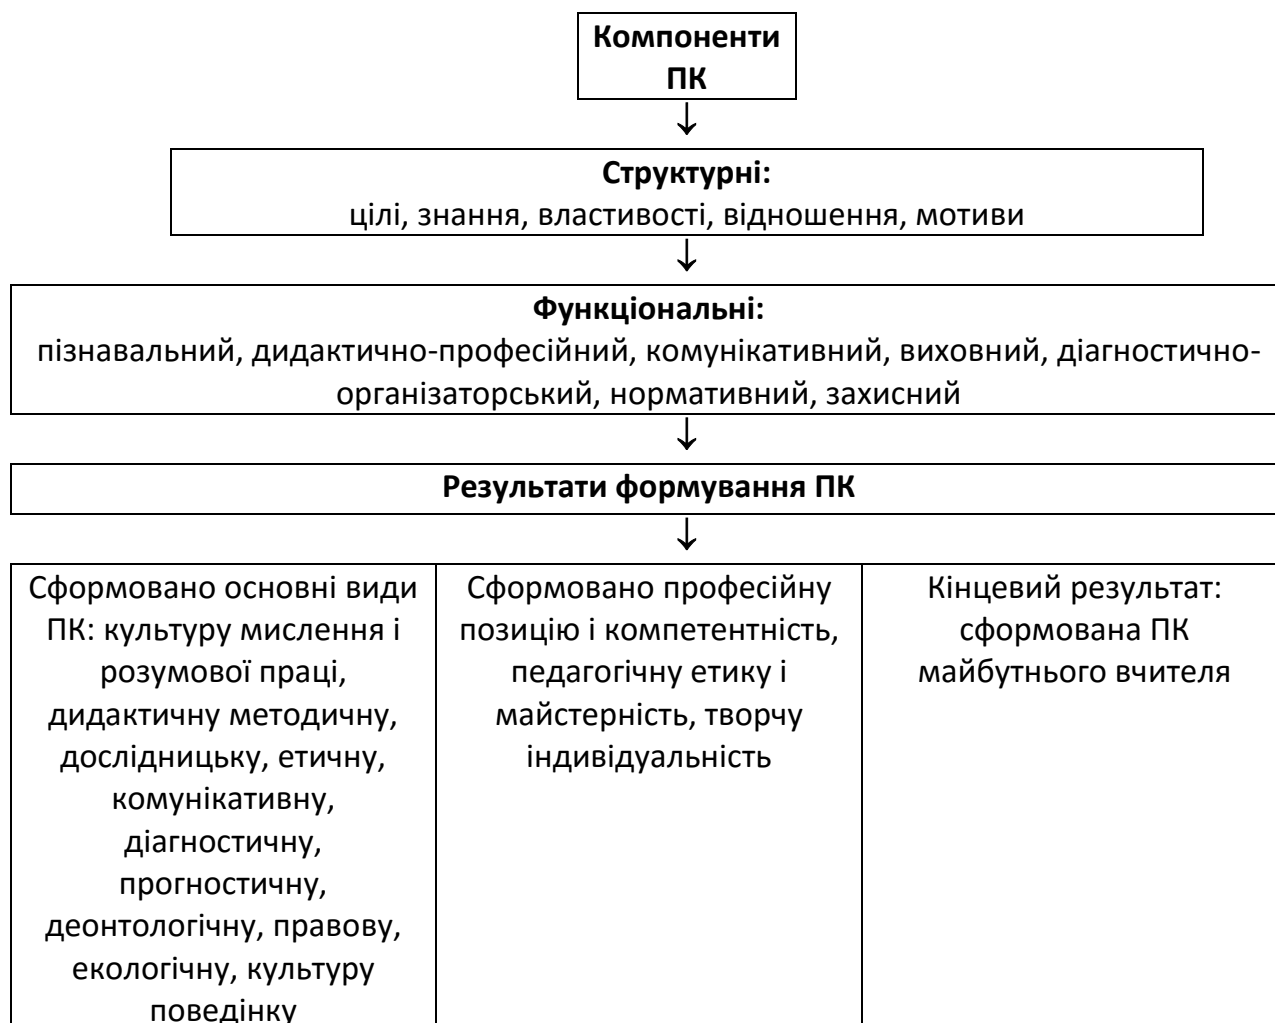 Компоненти
ПК
↓
Структурні:
цілі, знання, властивості, відношення, мотиви
↓
Функціональні:
пізнавальний, дидактично-професійний, комунікативний, виховний, діагностично-
організаторський, нормативний, захисний
↓
Результати формування ПК
↓
Сформовано основні види
ПК: культуру мислення і
розумової праці,
дидактичну методичну,
дослідницьку, етичну,
комунікативну,
діагностичну,
прогностичну,
деонтологічну, правову,
екологічну, культуру
поведінку
Сформовано професійну
позицію і компетентність,
педагогічну етику і
майстерність, творчу
індивідуальність
Кінцевий результат:
сформована ПК
майбутнього вчителя